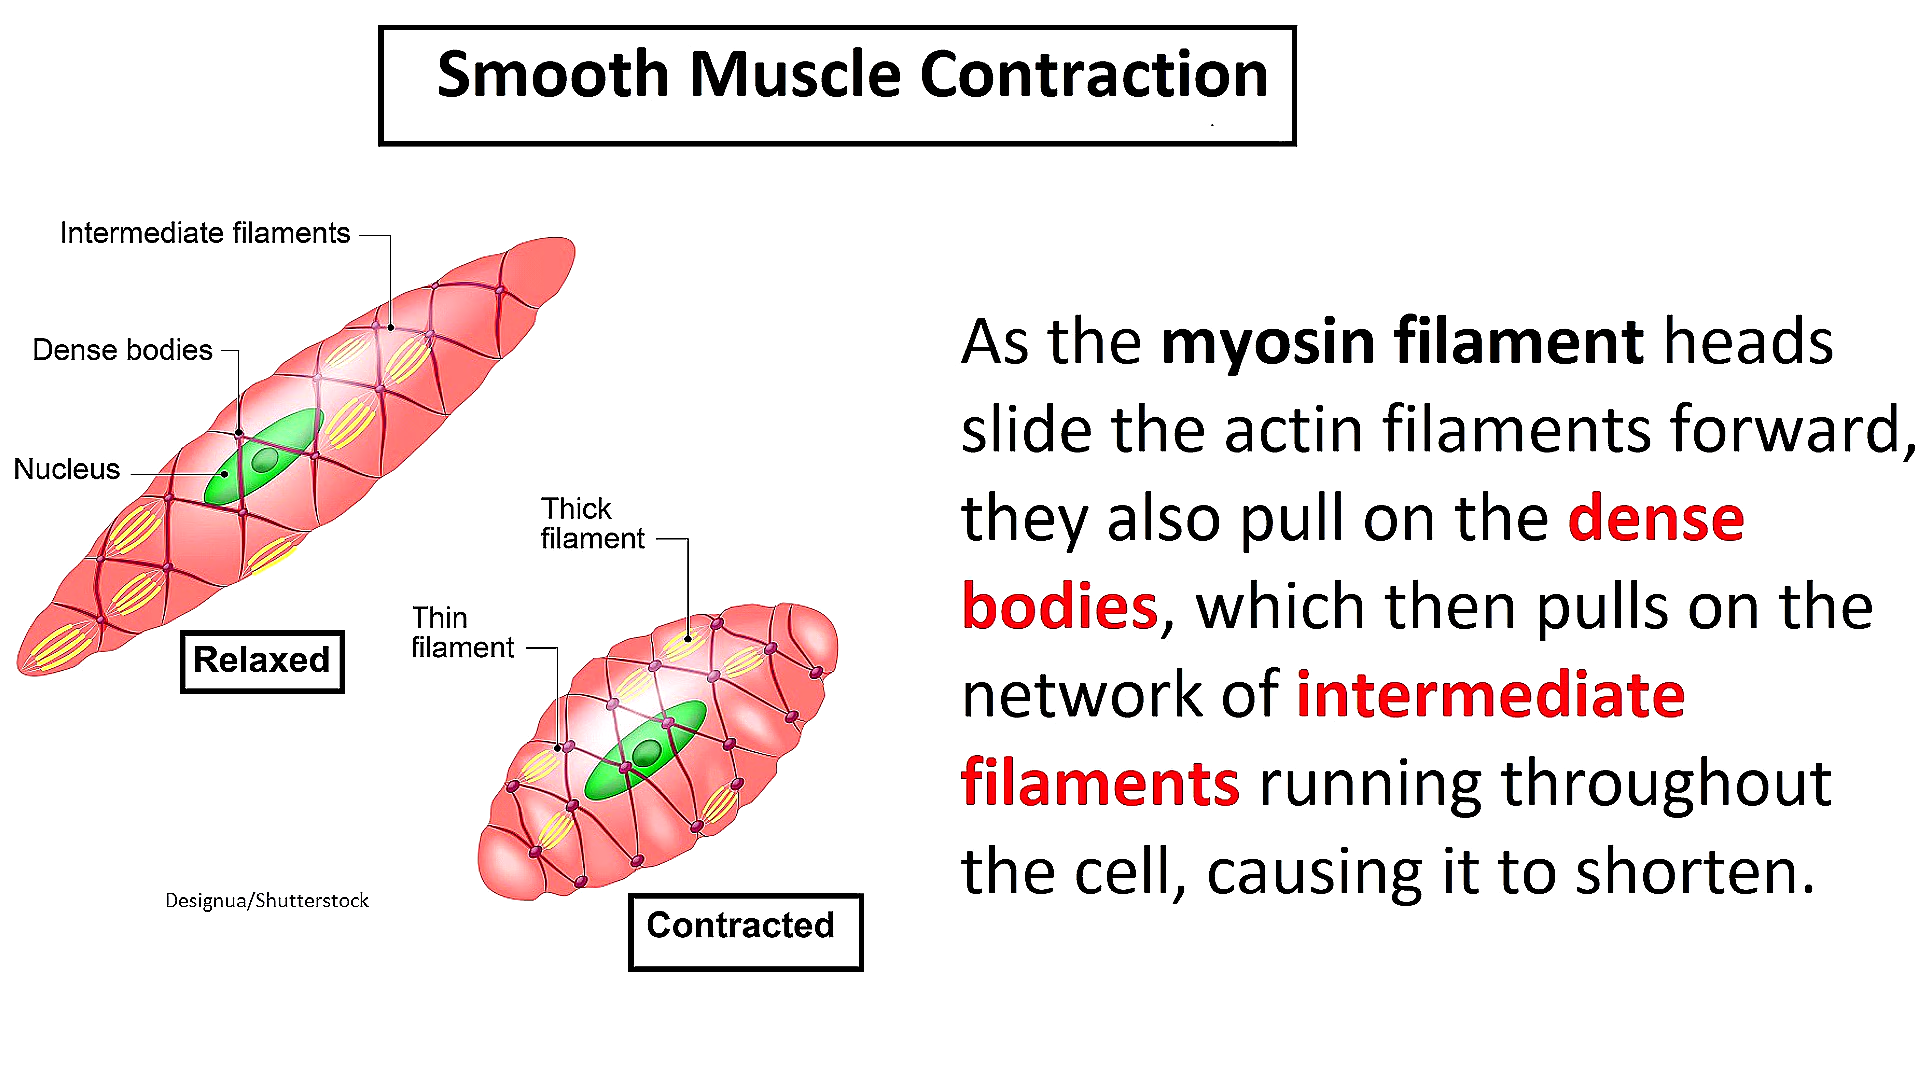 Smooth Muscle Contraction
Intermediate filaments
Dense bodies
Nucleus
Relaxed
Thick
filament
Thin
filament
Contracted
Designua/Shutterstock
As the myosin filament heads
slide the actin filaments forward,
they also pull on the dense
bodies, which then pulls on the
network of intermediate
filaments running throughout
the cell, causing it to shorten.